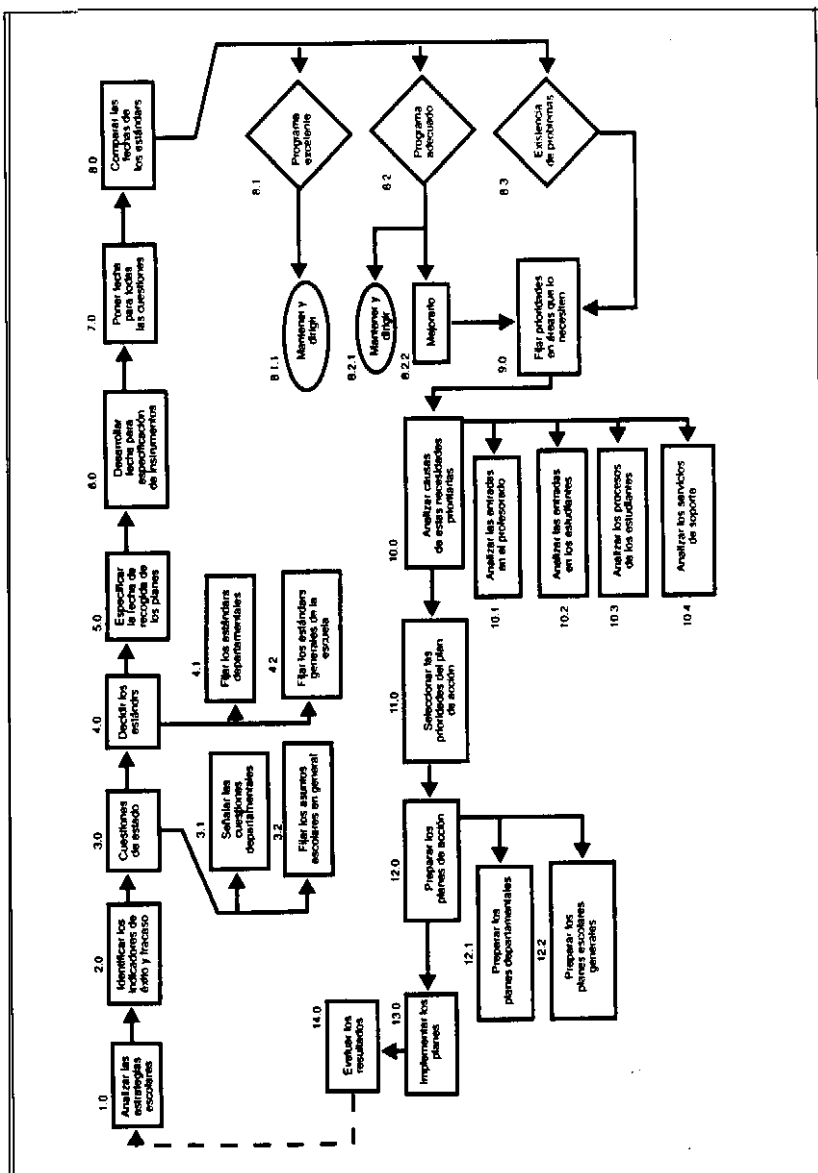 1.0
Analizar las
estrategias
escolares
2.0
Identificar los
indicadores de
éxito y fracaso
3.0
Cuestiones
de estado
3.1
Señalar las
cuestiones
departamentales
3.2
Fijar los asuntos
escolares en general
4.0
Decidir los
estándrs
4.1
Fijar los estándars
departamentales
4.2
Fijar los estándars
generales de la
escuela
5.0
Especificar
la fecha de
recogida de
los planes
6.0
Desarrollar
fecha para
especificación
de instrumentos
7.0
Poner fecha
para todas
las cuestiones
8.0
Comparar las
fechas de
los estándars
8.1
Programa
excelente
8.1.1
Mantener y
dirigir
8.2
Programa
adecuado
8.2.1
Mantener y
dirigir
8.2.2
Mejorarlo
8.3
Existencia
de problemas
9.0
Fijar prioridades
en áreas que lo
necesiten
10.0
Analizar causas
de estas necesidades
prioritarias
10.1
Analizar las entradas
en el profesorado
10.2
Analizar las entradas
en los estudiantes
10.3
Analizar los procesos
de los estudiantes
10.4
Analizar los servicios
de soporte
11.0
Seleccionar las
prioridades del plan
de acción
12.0
Preparar los
planes de acción
12.1
Preparar los
planes departamentales
12.2
Preparar los
planes escolares
generales
13.0
Implementar los
planes
14.0
Evaluar los
resultados